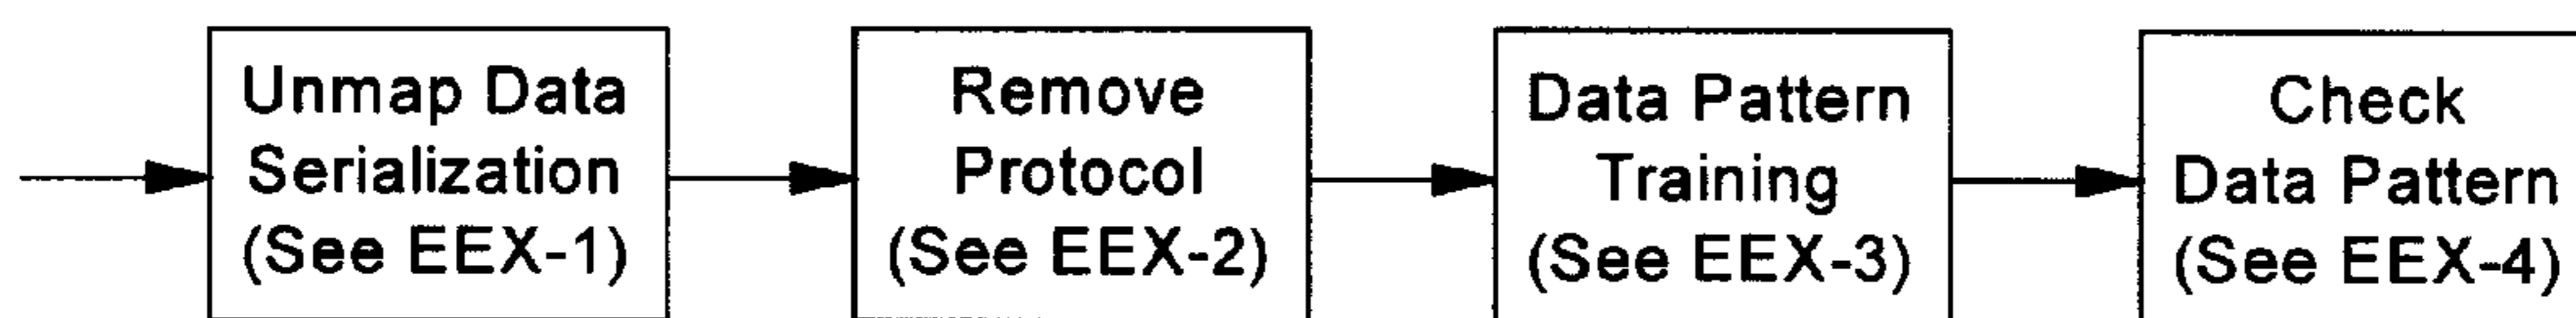 Unmap Data
Serialization
(See EEX-1)
Remove
Protocol
(See EEX-2)
Data Pattern
Training
(See EEX-3)
Check
Data Pattern
(See EEX-4)